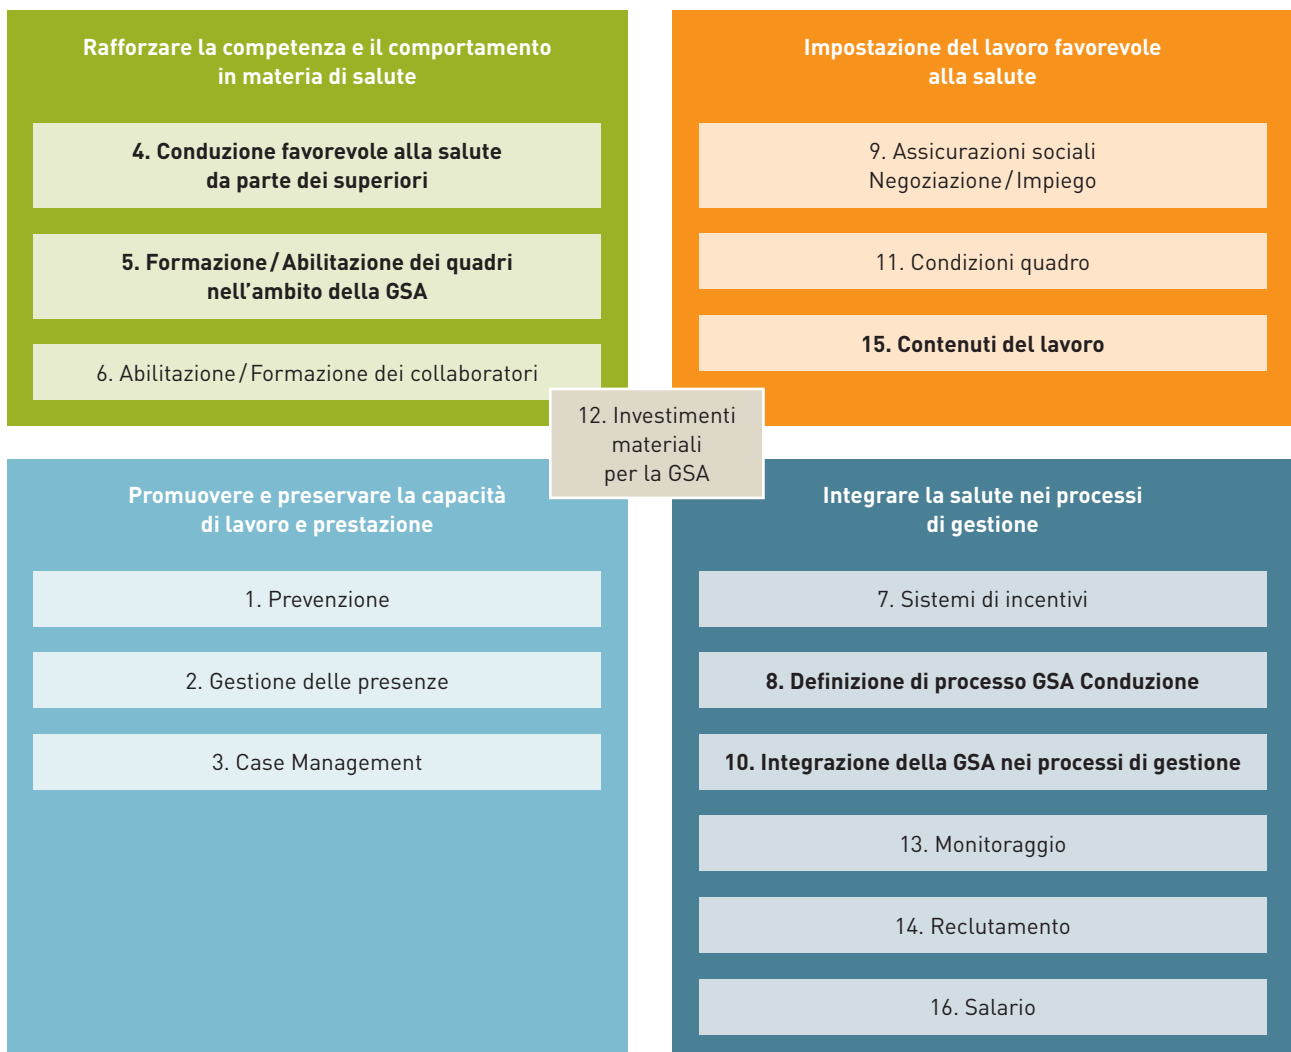 Rafforzare la competenza e il comportamento
in materia di salute
4. Conduzione favorevole alla salute
da parte dei superiori
5. Formazione/Abilitazione dei quadri
nell’ambito della GSA
6. Abilitazione/Formazione dei collaboratori
Impostazione del lavoro favorevole
alla salute
9. Assicurazioni sociali
Negoziazione/Impiego
11. Condizioni quadro
15. Contenuti del lavoro
12. Investimenti
materiali
per la GSA
Promuovere e preservare la capacità
di lavoro e prestazione
1. Prevenzione
2. Gestione delle presenze
3. Case Management
Integrare la salute nei processi
di gestione
7. Sistemi di incentivi
8. Definizione di processo GSA Conduzione
10. Integrazione della GSA nei processi di gestione
13. Monitoraggio
14. Reclutamento
16. Salario